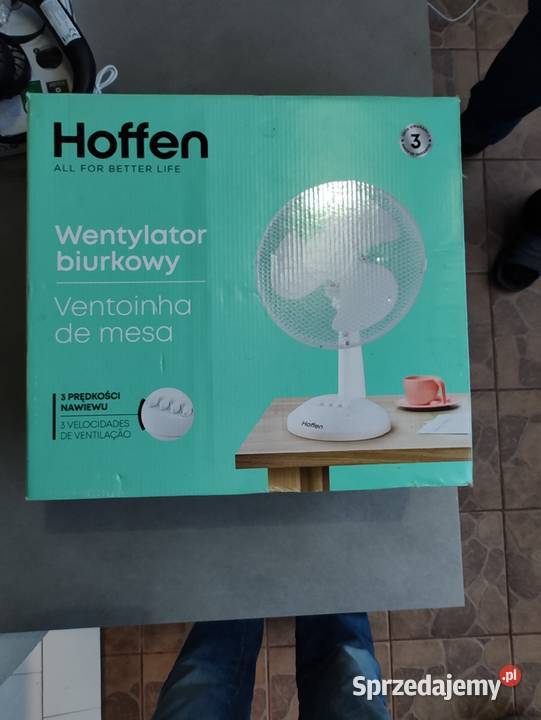 Hoffen
ALL FOR BETTER LIFE
3
Wentylator
biurkowy
Ventoinha
de mesa
3 PRĘDKOŚCI
NAWIEWU
3 VELOCIDADES
DE VENTILAÇÃO
Hoffen
Sprzedajemy.pl